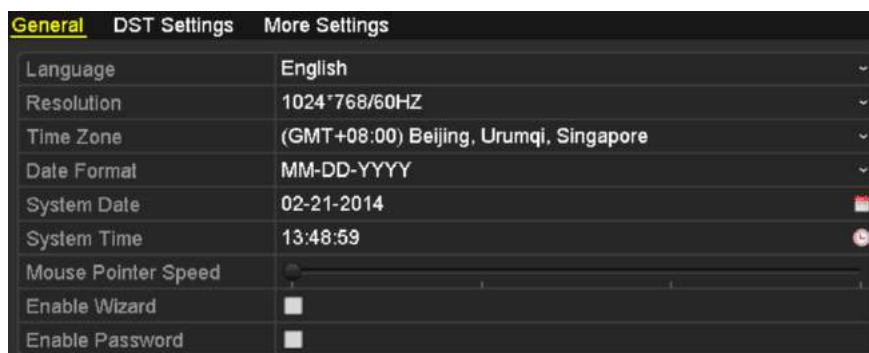 General DST Settings More Settings
Language English
Resolution 1024*768/60HZ
Time Zone (GMT+08:00) Beijing, Urumqi, Singapore
Date Format MM-DD-YYYY
System Date 02-21-2014
System Time 13:48:59
Mouse Pointer Speed
Enable Wizard
Enable Password